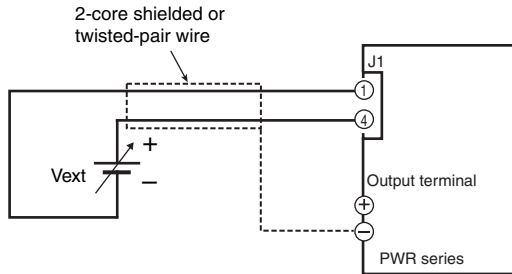 2-core shielded or
twisted-pair wire
J1
1
4
+
Vext
−
Output terminal
+
−
PWR series